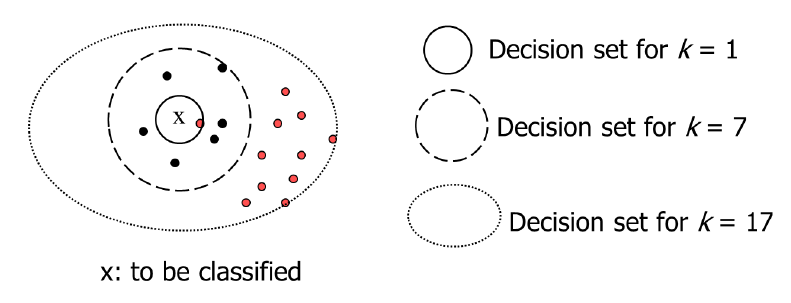 x
Decision set for k = 1
Decision set for k = 7
Decision set for k = 17
x: to be classified